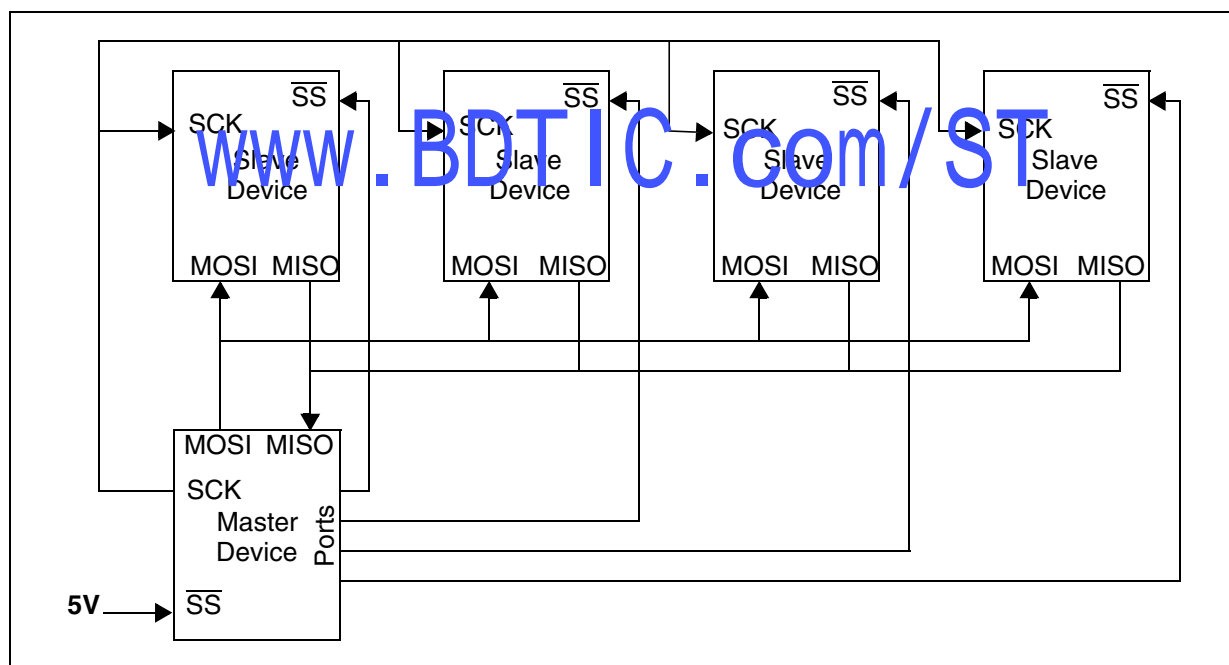 SS SS SS SS
SCK SCK SCK SCK
www.BDTIC.com/ST
Slave Device
Slave Device
Slave Device
Slave Device
MOSI MISO MOSI MISO MOSI MISO MOSI MISO
MOSI MISO
SCK
Master
Device
Ports
5V
SS